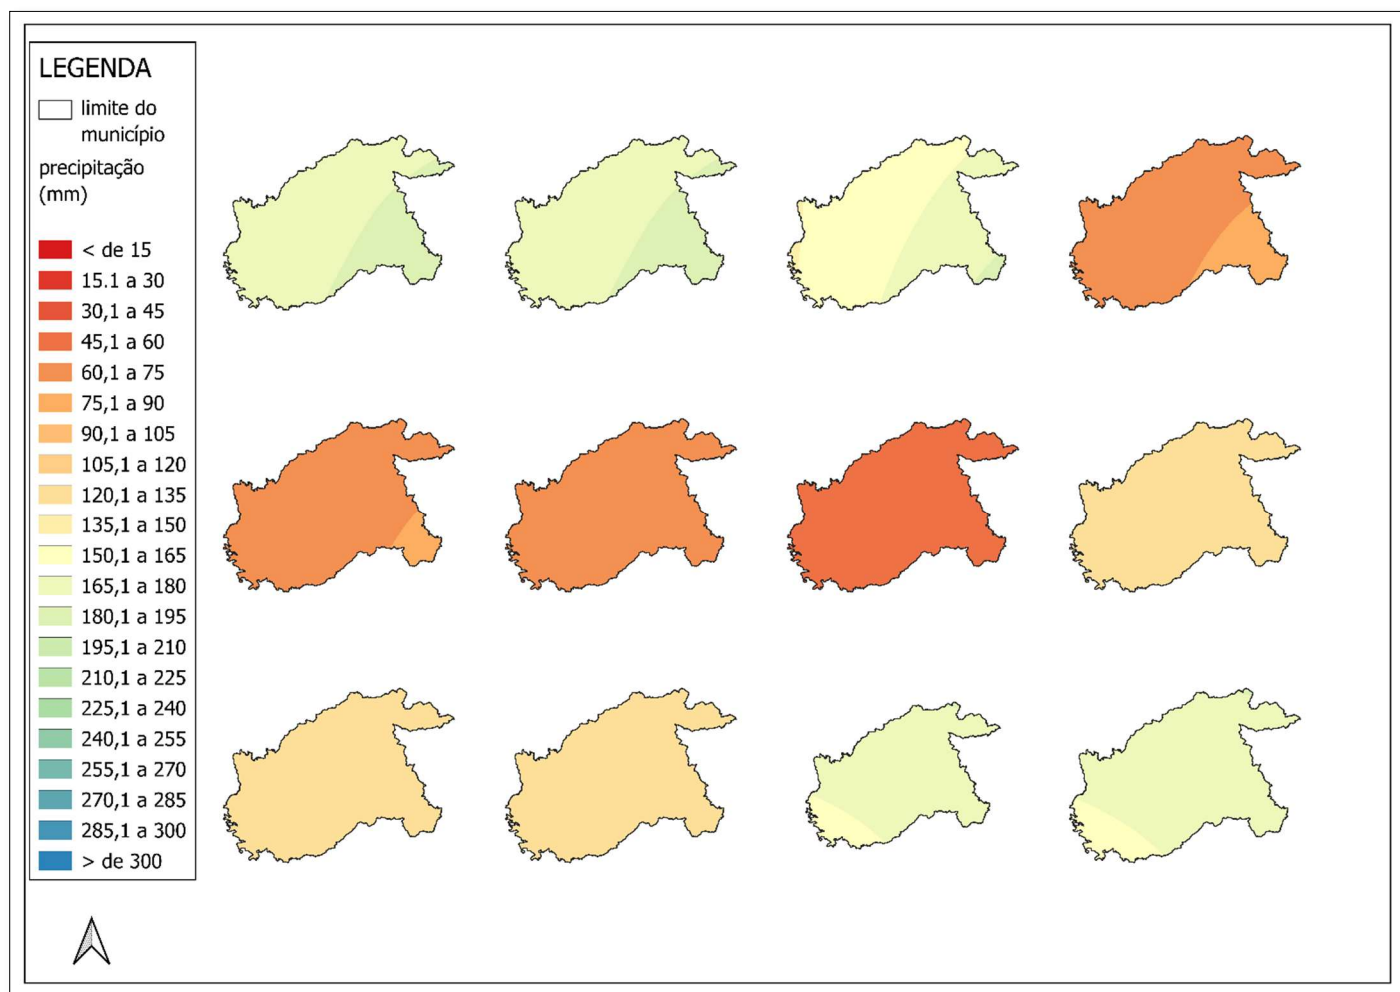 LEGENDA
limite do
município
precipitação
(mm)
< de 15
15.1 a 30
30,1 a 45
45,1 a 60
60,1 a 75
75,1 a 90
90,1 a 105
105,1 a 120
120,1 a 135
135,1 a 150
150,1 a 165
165,1 a 180
180,1 a 195
195,1 a 210
210,1 a 225
225,1 a 240
240,1 a 255
255,1 a 270
270,1 a 285
285,1 a 300
> de 300